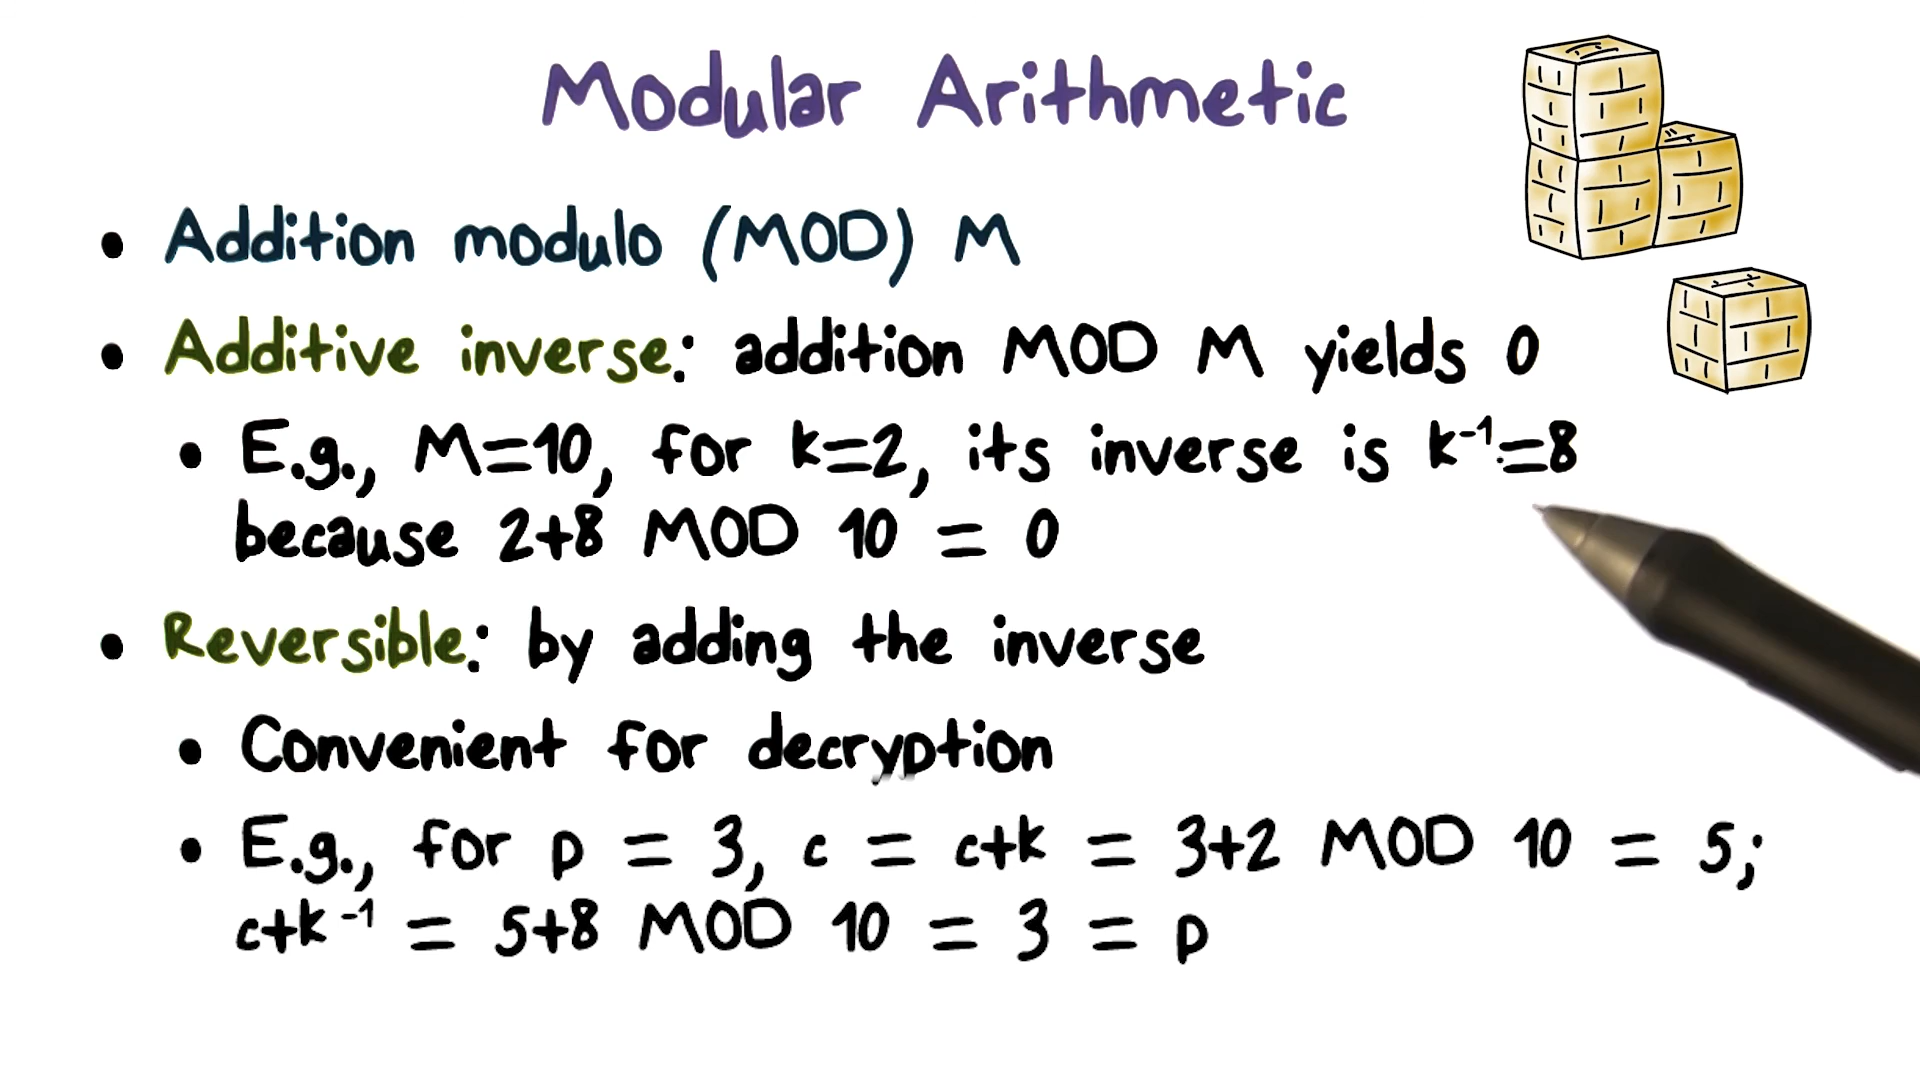 Modular Arithmetic
• Addition modulo (MOD) M
• Additive inverse: addition MOD M yields 0
• E.g., M=10, for k=2, its inverse is k⁻¹=8
because 2+8 MOD 10 = 0
• Reversible: by adding the inverse
• Convenient for decryption
• E.g., for p = 3, c = c+k = 3+2 MOD 10 = 5;
c+k⁻¹ = 5+8 MOD 10 = 3 = p